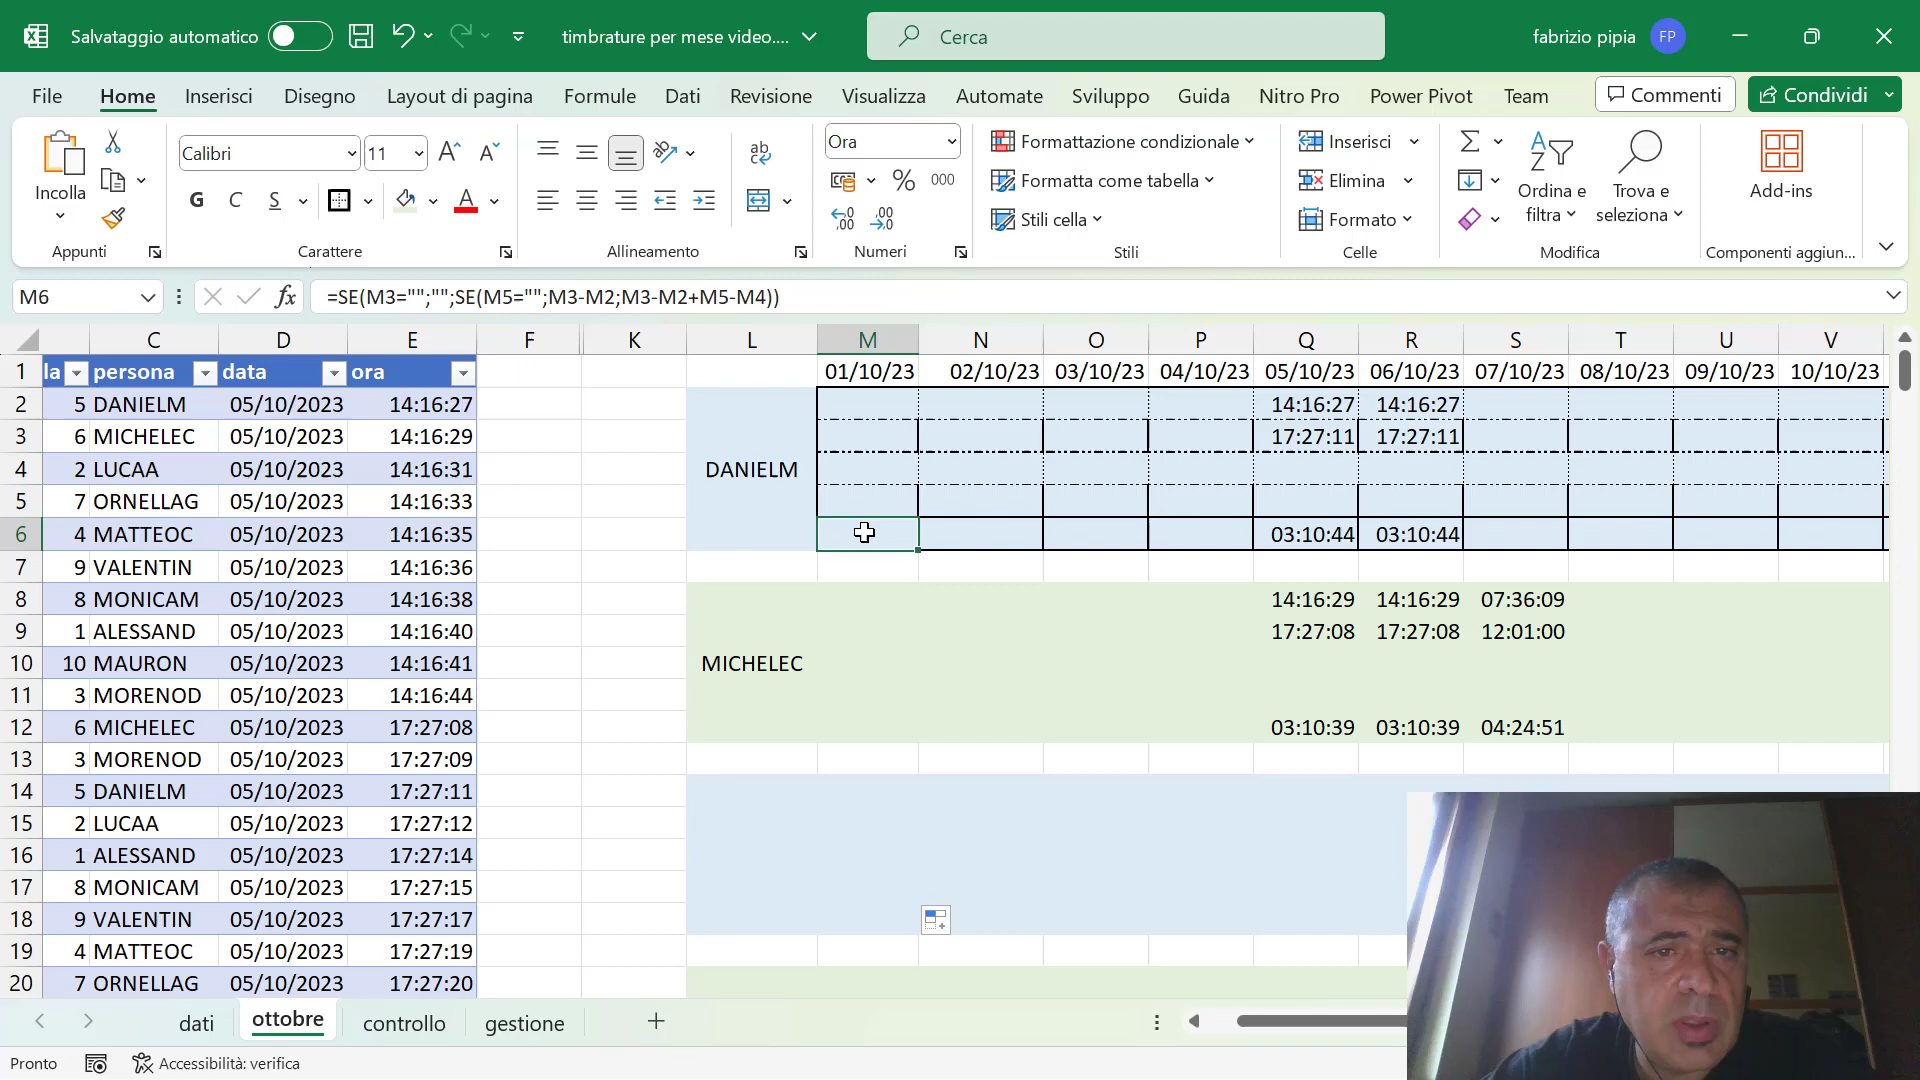 Salvataggio automatico
timbrature per mese video....
Cerca
fabrizio pipia FP
File Home Inserisci Disegno Layout di pagina Formule Dati Revisione Visualizza Automate Sviluppo Guida Nitro Pro Power Pivot Team Commenti Condividi
Incolla
Appunti
Calibri 11
G C S
Carattere
ab
Allineamento
Ora
% 000
Numeri
Formattazione condizionale
Formatta come tabella
Stili cella
Stili
Inserisci
Elimina
Formato
Celle
Ordina e filtra
Trova e seleziona
Modifica
Add-ins
Componenti aggiun...
M6 fx =SE(M3="";"";SE(M5="";M3-M2;M3-M2+M5-M4))
C D E F K L M N O P Q R S T U V
1 la persona data ora 01/10/23 02/10/23 03/10/23 04/10/23 05/10/23 06/10/23 07/10/23 08/10/23 09/10/23 10/10/23
2 5 DANIELM 05/10/2023 14:16:27 14:16:27 14:16:27
3 6 MICHELEC 05/10/2023 14:16:29 17:27:11 17:27:11
4 2 LUCAA 05/10/2023 14:16:31 DANIELM
5 7 ORNELLAG 05/10/2023 14:16:33
6 4 MATTEOC 05/10/2023 14:16:35 03:10:44 03:10:44
7 9 VALENTIN 05/10/2023 14:16:36
8 8 MONICAM 05/10/2023 14:16:38 14:16:29 14:16:29 07:36:09
9 1 ALESSAND 05/10/2023 14:16:40 17:27:08 17:27:08 12:01:00
10 10 MAURON 05/10/2023 14:16:41 MICHELEC
11 3 MORENOD 05/10/2023 14:16:44
12 6 MICHELEC 05/10/2023 17:27:08 03:10:39 03:10:39 04:24:51
13 3 MORENOD 05/10/2023 17:27:09
14 5 DANIELM 05/10/2023 17:27:11
15 2 LUCAA 05/10/2023 17:27:12
16 1 ALESSAND 05/10/2023 17:27:14
17 8 MONICAM 05/10/2023 17:27:15
18 9 VALENTIN 05/10/2023 17:27:17
19 4 MATTEOC 05/10/2023 17:27:19
20 7 ORNELLAG 05/10/2023 17:27:20
dati ottobre controllo gestione
Pronto Accessibilità: verifica